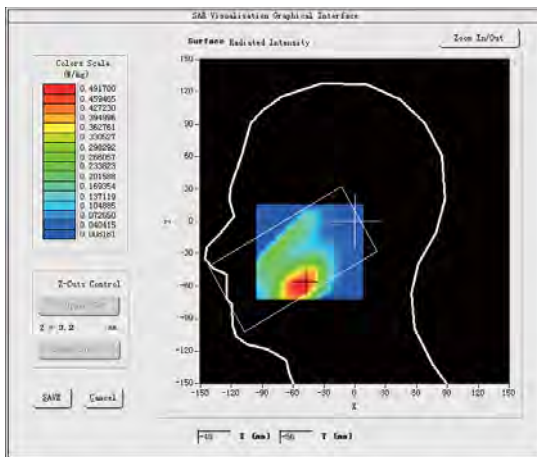 SAR Visualisation Graphical Interface
Surface Radiated Intensity
Zoom In/Out
Colors Scale
(W/kg)
0.491700
0.459465
0.427230
0.394996
0.362761
0.330527
0.298292
0.266057
0.233823
0.201588
0.169354
0.137119
0.104885
0.072650
0.040415
0.008181
Z-Cuts Control
Z = 3.2 mm
SAVE
Cancel
150
120
90
60
30
0
-30
-60
-90
-120
-150
-150 -120 -90 -60 -30 0 30 60 90 120 150
X